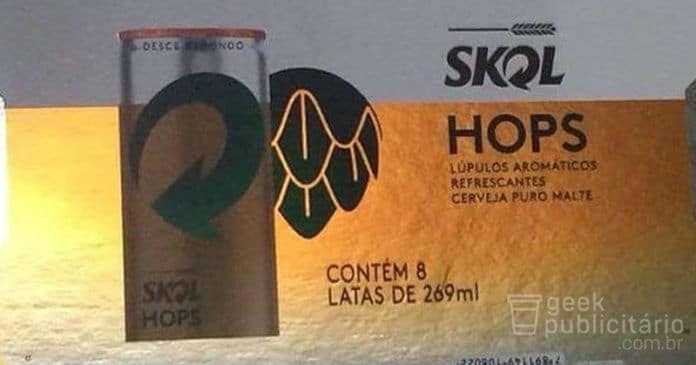 DESCE REDONDO
SKOL
HOPS
LÚPULOS AROMÁTICOS
REFRESCANTES
CERVEJA PURO MALTE
SKOL
HOPS
CONTÉM 8
LATAS DE 269ml
geek
publicitário
.com.br